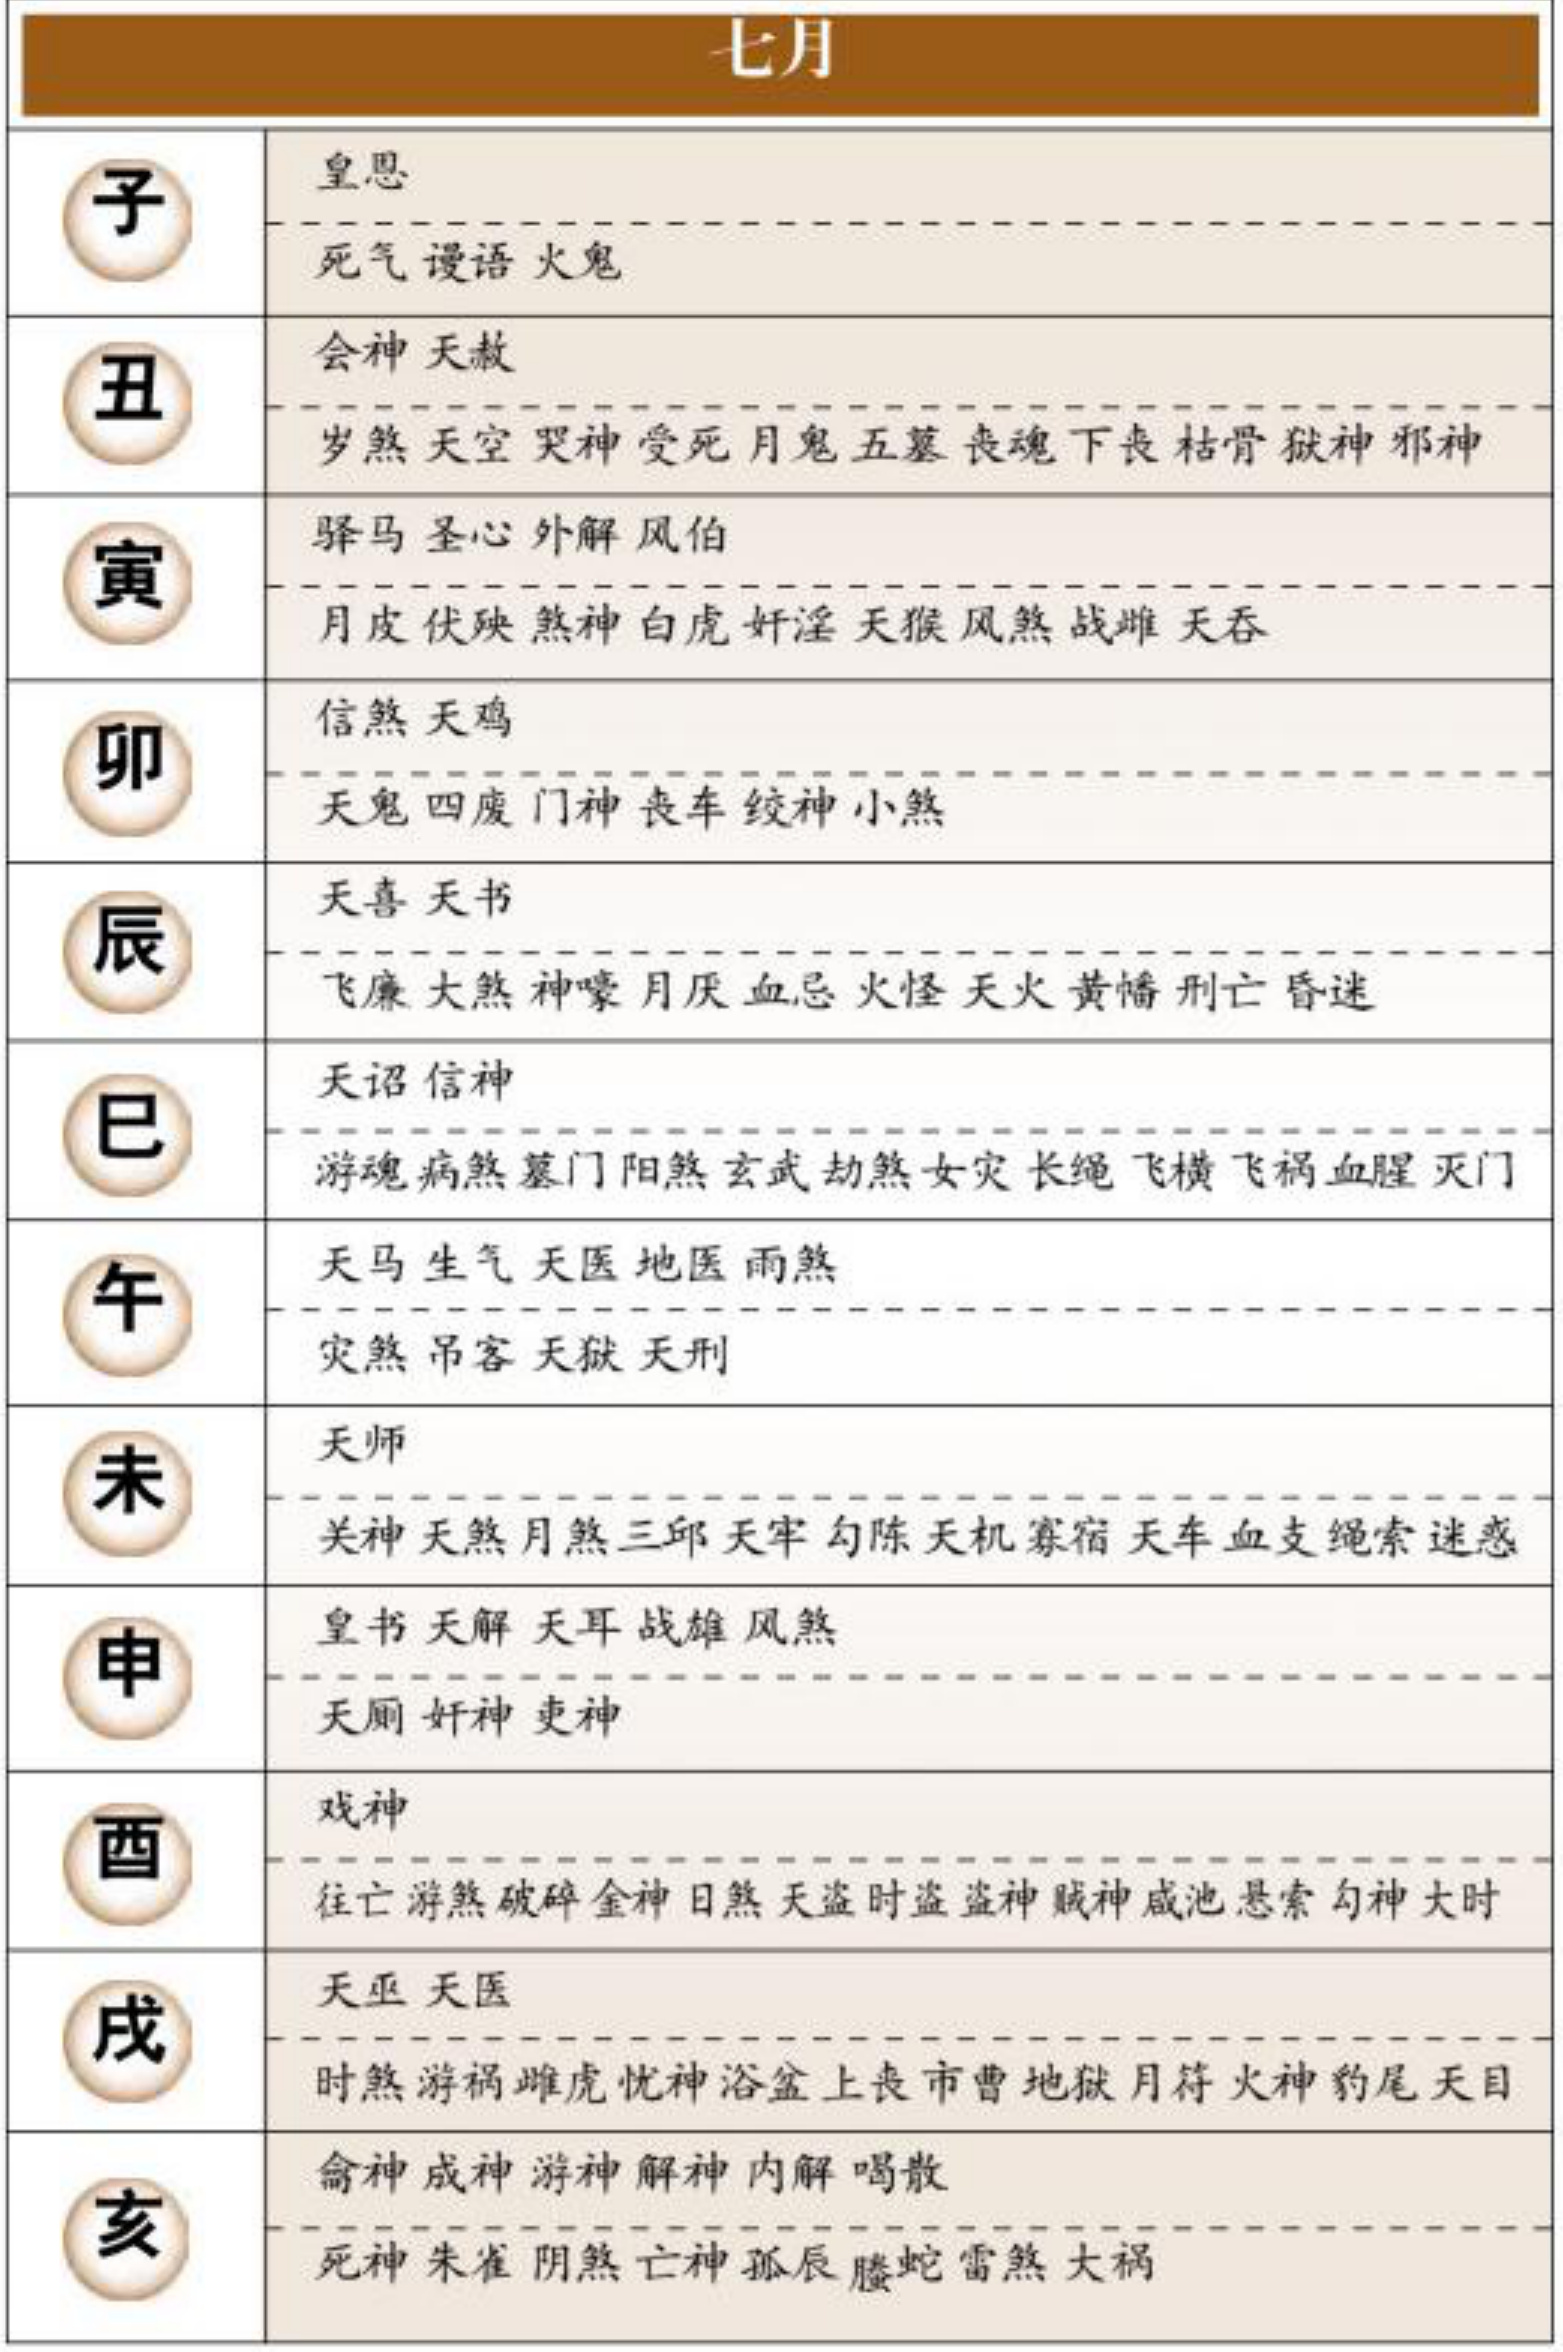 七月
子
皇恩
死气 谩语 火鬼
丑
会神 天赦
岁煞 天空 哭神 受死 月鬼 五墓 丧魂 下丧 枯骨 狱神 邪神
寅
驿马 圣心 外解 风伯
月皮 伏殃 煞神 白虎 奸淫 天猴 风煞 战雌 天吞
卯
信煞 天鸡
天鬼 四废 门神 丧车 绞神 小煞
辰
天喜 天书
飞廉 大煞 神嚎 月厌 血忌 火怪 天火 黄幡 刑亡 昏迷
巳
天诏 信神
游魂 病煞 墓门 阳煞 玄武 劫煞 女灾 长绳 飞横 飞祸 血腥 灭门
午
天马 生气 天医 地医 雨煞
灾煞 吊客 天狱 天刑
未
天师
关神 天煞 月煞 三邱 天牢 勾陈 天机 寡宿 天车 血支 绳索 迷惑
申
皇书 天解 天耳 战雄 风煞
天厕 奸神 吏神
酉
戏神
往亡 游煞 破碎 金神 日煞 天盗 时盗 盗神 贼神 咸池 悬索 勾神 大时
戌
天巫 天医
时煞 游祸 雌虎 忧神 浴盆 上丧 市曹 地狱 月符 火神 豹尾 天目
亥
龠神 成神 游神 解神 内解 喝散
死神 朱雀 阴煞 亡神 孤辰 螣蛇 雷煞 大祸